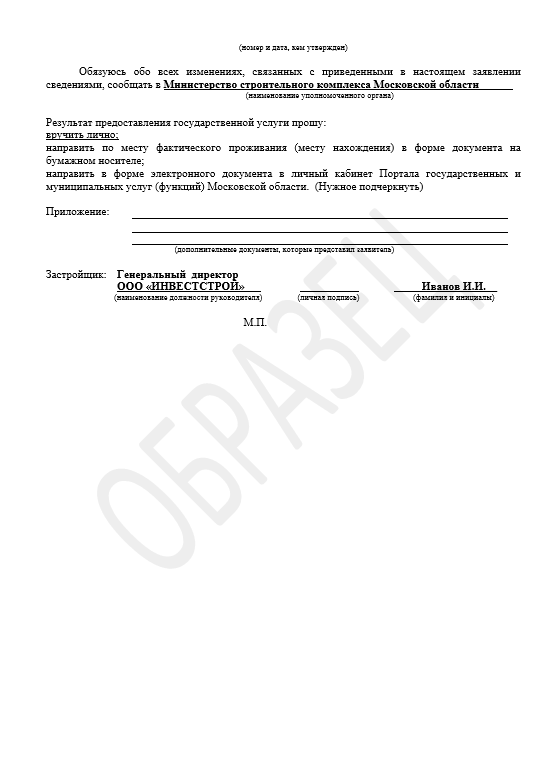 (номер и дата, кем утвержден)
Обязуюсь обо всех изменениях, связанных с приведенными в настоящем заявлении
сведениями, сообщать в Министерство строительного комплекса Московской области
(наименование уполномоченного органа)
Результат предоставления государственной услуги прошу:
вручить лично;
направить по месту фактического проживания (месту нахождения) в форме документа на
бумажном носителе;
направить в форме электронного документа в личный кабинет Портала государственных и
муниципальных услуг (функций) Московской области. (Нужное подчеркнуть)
Приложение:
(дополнительные документы, которые представил заявитель)
Застройщик: Генеральный директор
ООО «ИНВЕСТСТРОЙ» Иванов И.И.
(наименование должности руководителя) (личная подпись) (фамилия и инициалы)
М.П.
ОБРАЗЕЦ